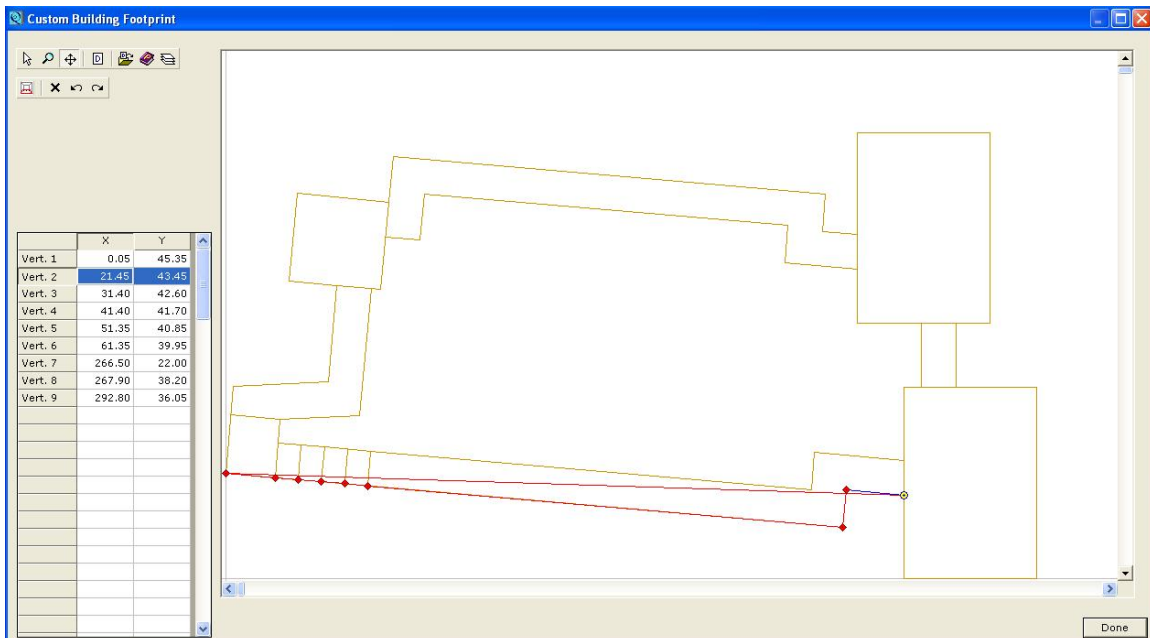 Custom Building Footprint
D
X Y
Vert. 1 0.05 45.35
Vert. 2 21.45 43.45
Vert. 3 31.40 42.60
Vert. 4 41.40 41.70
Vert. 5 51.35 40.85
Vert. 6 61.35 39.95
Vert. 7 266.50 22.00
Vert. 8 267.90 38.20
Vert. 9 292.80 36.05
Done